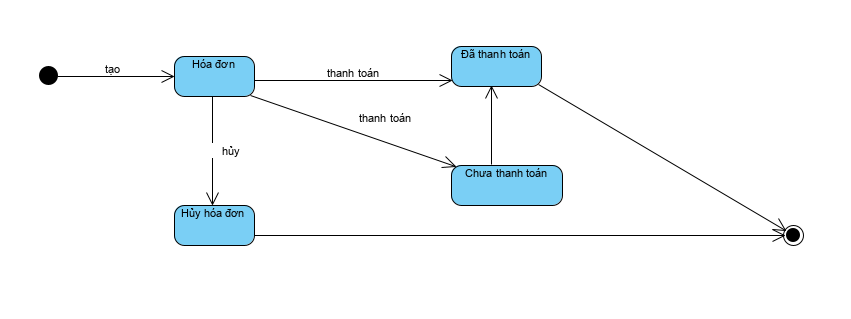 tạo
Hóa đơn
thanh toán
Đã thanh toán
thanh toán
hủy
Chưa thanh toán
Hủy hóa đơn